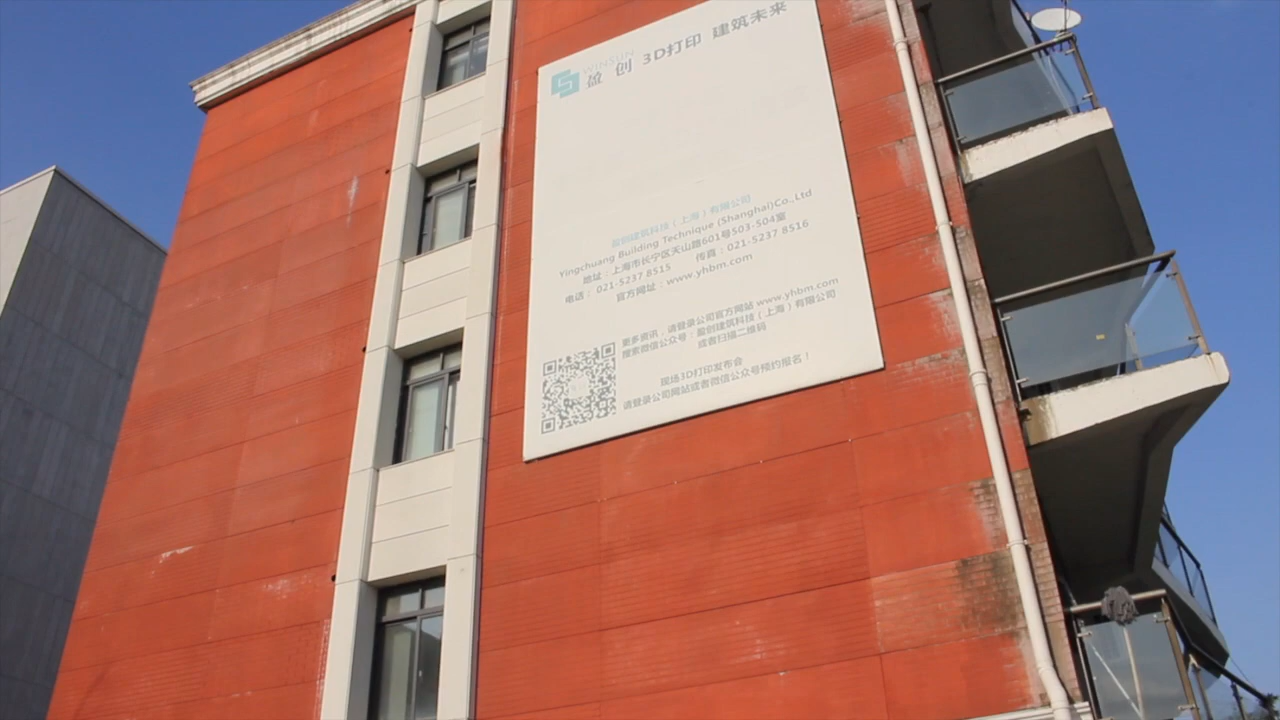 WINSUN
盈 创 3D打印 建筑未来
盈创建筑科技（上海）有限公司
Yingchuang Building Technique (Shanghai)Co.,Ltd
地址：上海市长宁区天山路601号503-504室
电话： 021-5237 8515 传真：021-5237 8516
官方网址：www.yhbm.com
更多资讯，请登录公司官方网站 www.yhbm.com
搜索微信公众号：盈创建筑科技（上海）有限公司
或者扫描二维码
现场3D打印发布会
请登录公司网站或者微信公众号预约报名！